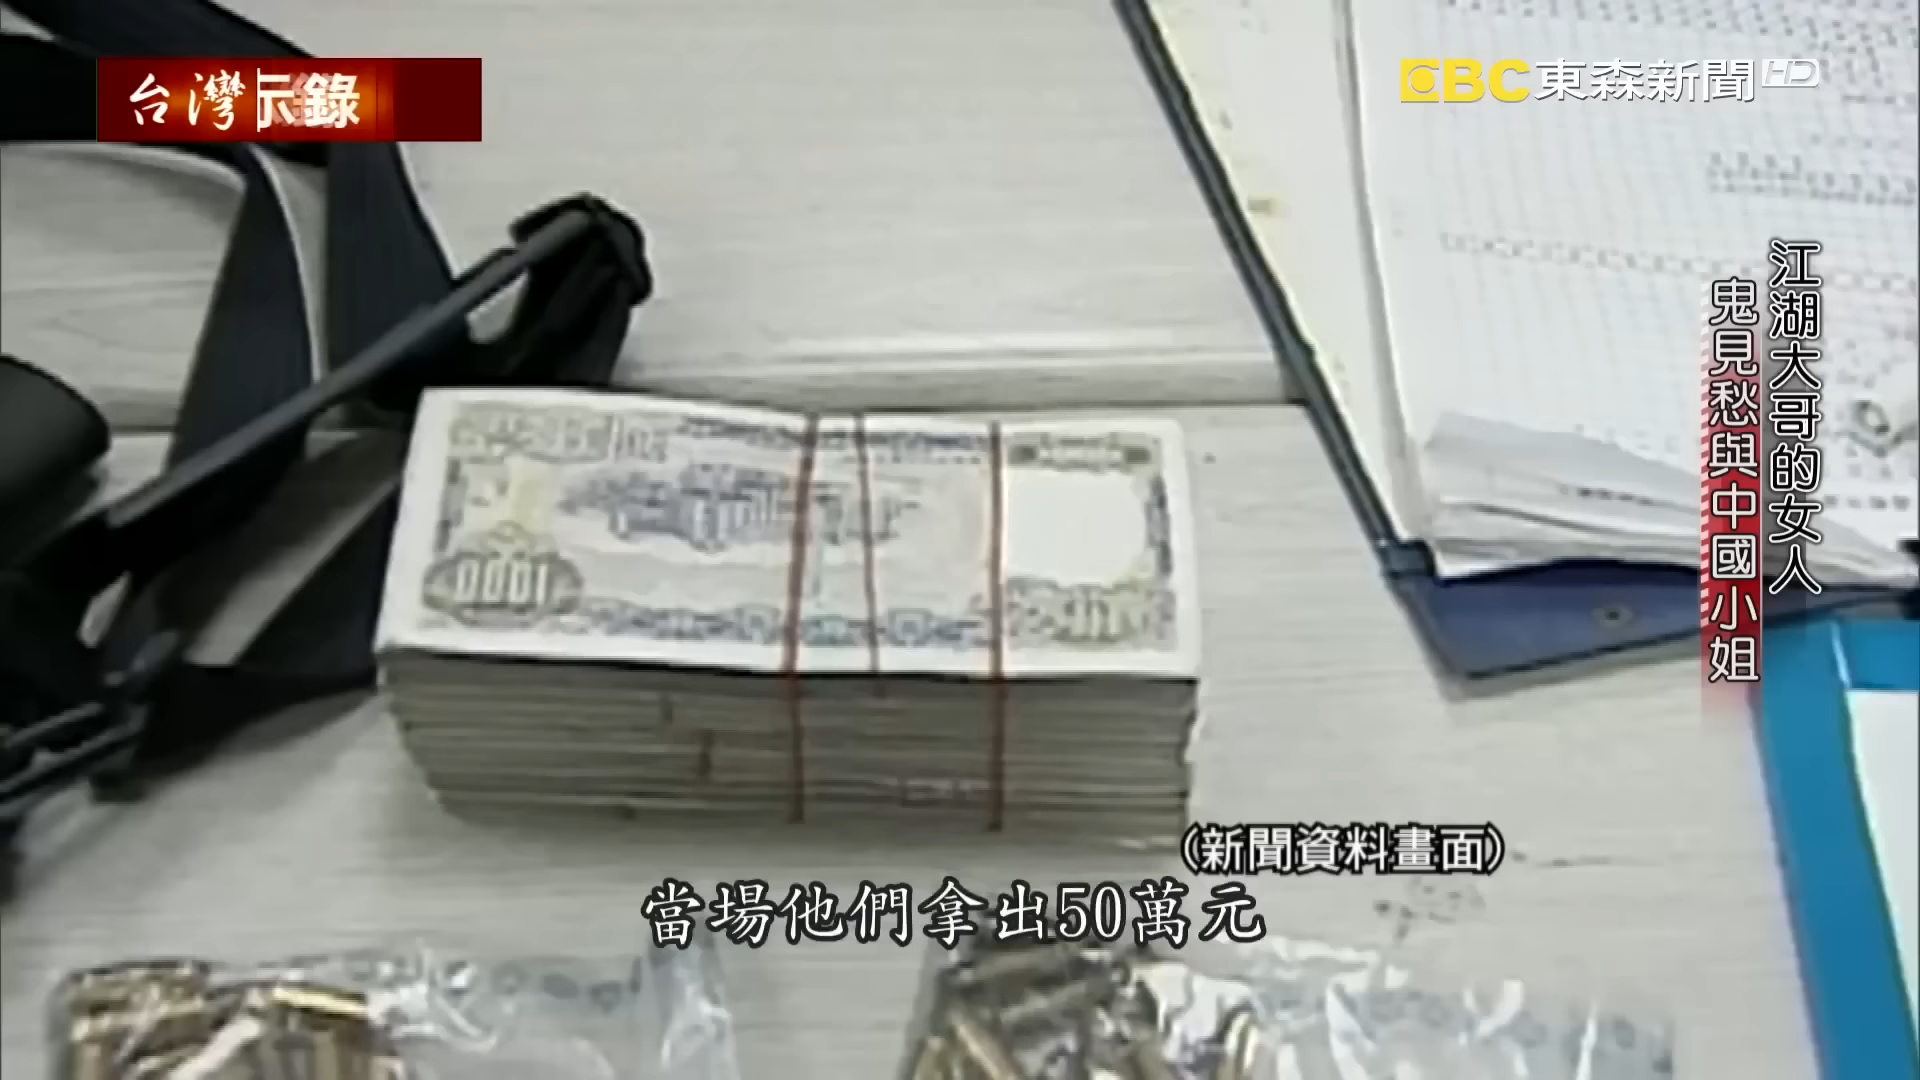 台灣示錄
EBC東森新聞HD
江湖大哥的女人
鬼見愁與中國小姐
1000
(新聞資料畫面)
當場他們拿出50萬元